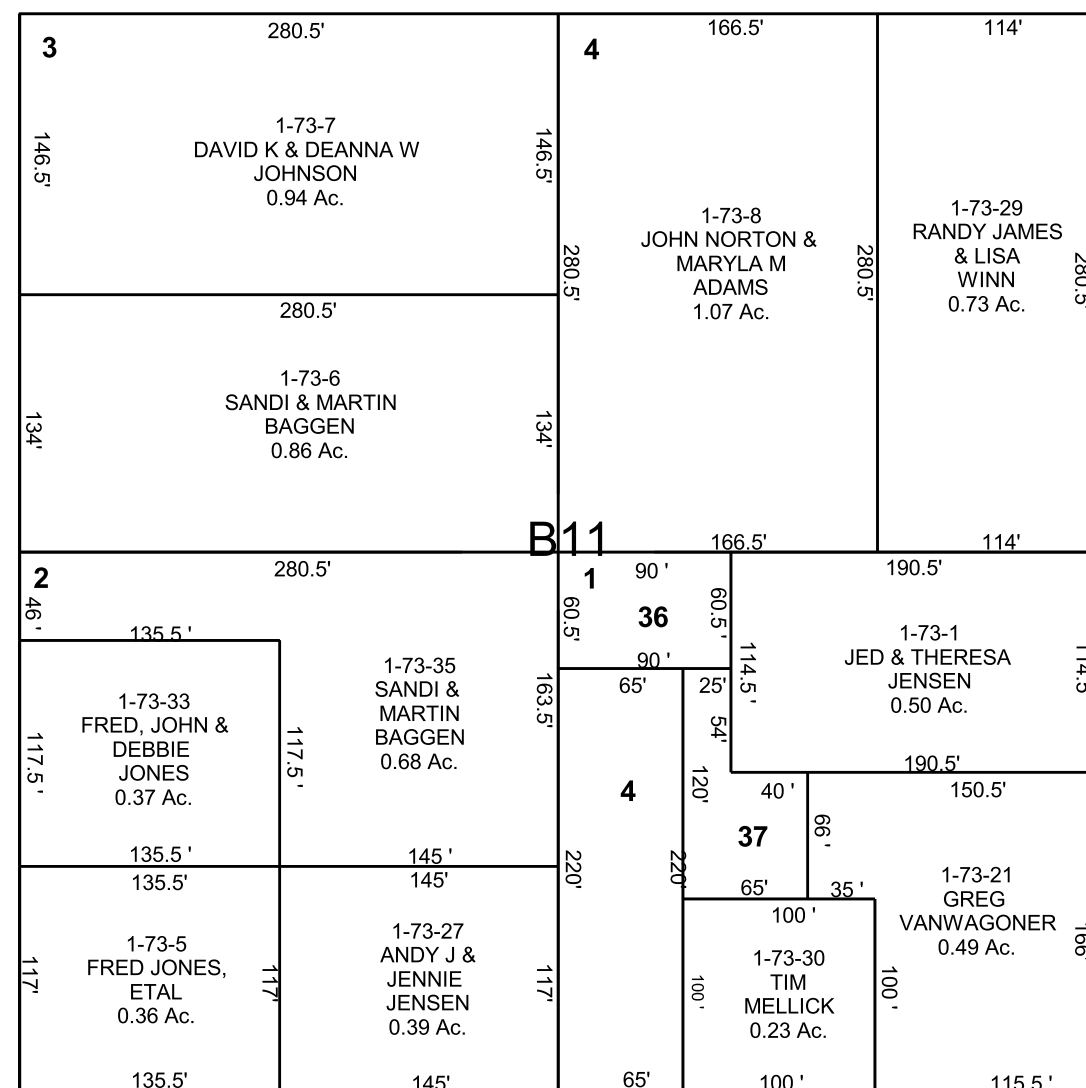 280.5'
3
146.5'
1-73-7
DAVID K & DEANNA W
JOHNSON
0.94 Ac.
146.5'
166.5'
4
280.5'
1-73-8
JOHN NORTON &
MARYLA M
ADAMS
1.07 Ac.
280.5'
114'
1-73-29
RANDY JAMES
& LISA
WINN
0.73 Ac.
280.5'
280.5'
134'
1-73-6
SANDI & MARTIN
BAGGEN
0.86 Ac.
134'
166.5'
114'
B11
280.5'
2
46 '
135.5 '
1-73-35
SANDI &
MARTIN
BAGGEN
0.68 Ac.
163.5'
117.5 '
1-73-33
FRED, JOHN &
DEBBIE
JONES
0.37 Ac.
117.5 '
135.5 '
145 '
90 '
1
60.5'
36
60.5 '
90 '
190.5'
114.5 '
1-73-1
JED & THERESA
JENSEN
0.50 Ac.
114.5
190.5'
65'
25'
54'
120'
4
40 '
37
66 '
220'
220'
65'
35 '
150.5'
1-73-21
GREG
VANWAGONER
0.49 Ac.
166'
115.5 '
135.5'
117'
1-73-5
FRED JONES,
ETAL
0.36 Ac.
117'
135.5'
145'
1-73-27
ANDY J &
JENNIE
JENSEN
0.39 Ac.
117'
145'
65'
100 '
100 '
1-73-30
TIM
MELLICK
0.23 Ac.
100 '
100 '